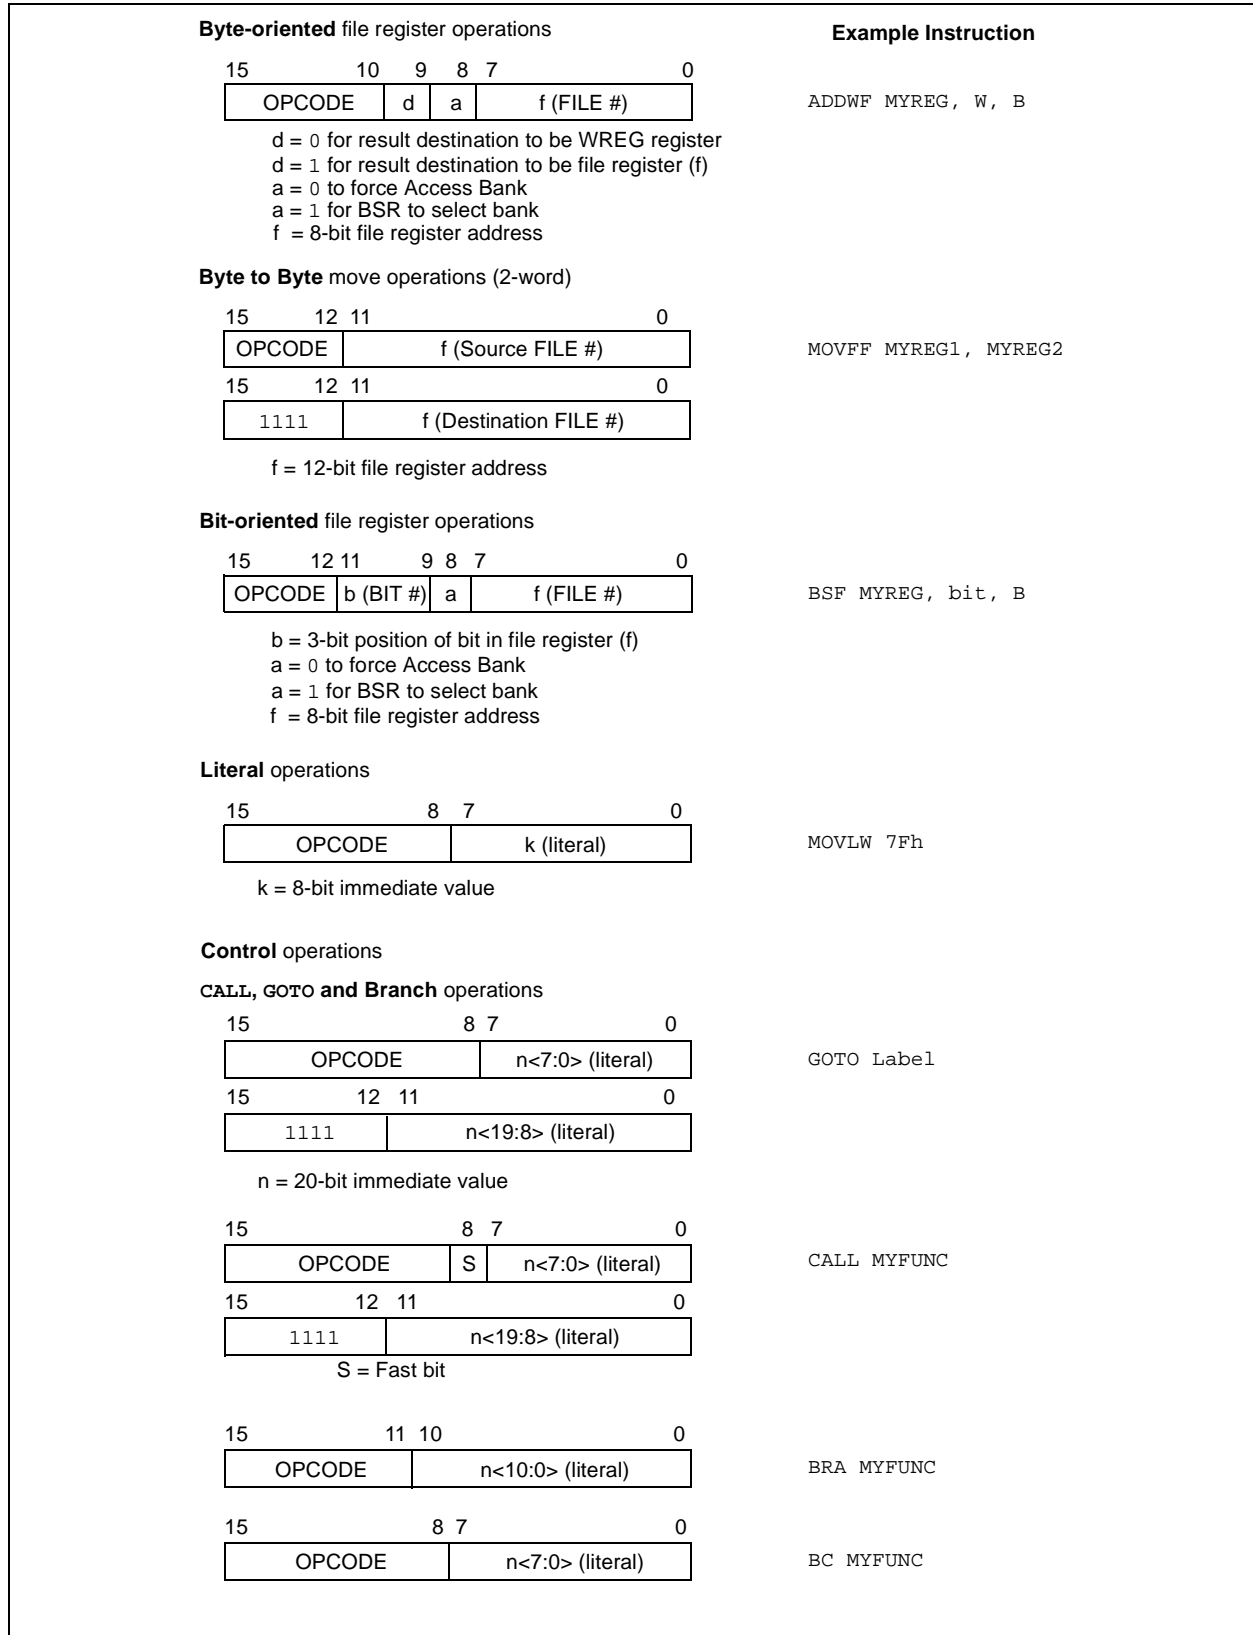 Byte-oriented file register operations
Example Instruction
15 10 9 8 7 0
OPCODE d a f (FILE #)
ADDWF MYREG, W, B
d = 0 for result destination to be WREG register
d = 1 for result destination to be file register (f)
a = 0 to force Access Bank
a = 1 for BSR to select bank
f = 8-bit file register address
Byte to Byte move operations (2-word)
15 12 11 0
OPCODE f (Source FILE #)
MOVFF MYREG1, MYREG2
15 12 11 0
1111 f (Destination FILE #)
f = 12-bit file register address
Bit-oriented file register operations
15 12 11 9 8 7 0
OPCODE b (BIT #) a f (FILE #)
BSF MYREG, bit, B
b = 3-bit position of bit in file register (f)
a = 0 to force Access Bank
a = 1 for BSR to select bank
f = 8-bit file register address
Literal operations
15 8 7 0
OPCODE k (literal)
MOVLW 7Fh
k = 8-bit immediate value
Control operations
CALL, GOTO and Branch operations
15 8 7 0
OPCODE n<7:0> (literal)
GOTO Label
15 12 11 0
1111 n<19:8> (literal)
n = 20-bit immediate value
15 8 7 0
OPCODE S n<7:0> (literal)
CALL MYFUNC
15 12 11 0
1111 n<19:8> (literal)
S = Fast bit
15 11 10 0
OPCODE n<10:0> (literal)
BRA MYFUNC
15 8 7 0
OPCODE n<7:0> (literal)
BC MYFUNC